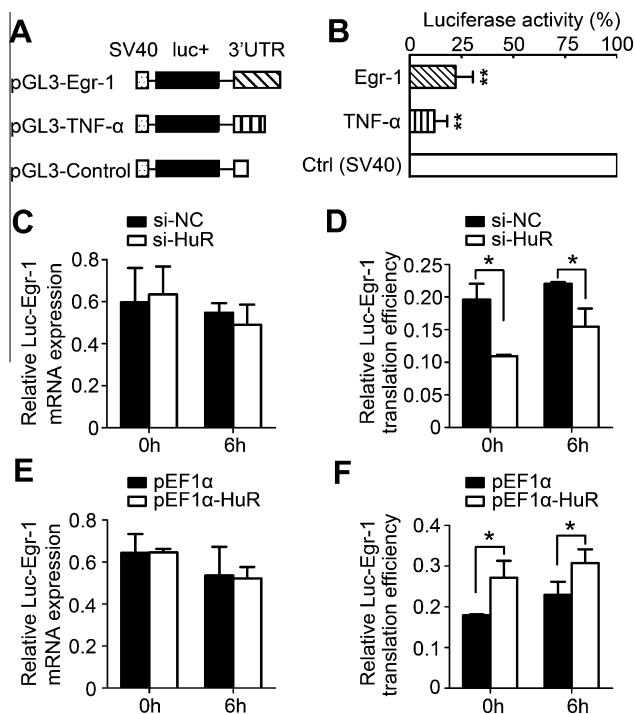 A
SV40 luc+ 3'UTR
pGL3-Egr-1
pGL3-TNF-α
pGL3-Control
B
Luciferase activity (%)
0 25 50 75 100
Egr-1
**
TNF-α
**
Ctrl (SV40)
C
si-NC
si-HuR
Relative Luc-Egr-1
mRNA expression
0.8
0.6
0.4
0.2
0
0h 6h
D
si-NC
si-HuR
Relative Luc-Egr-1
translation efficiency
0.25
0.20
0.15
0.10
0.05
0
* *
0h 6h
E
pEF1α
pEF1α-HuR
Relative Luc-Egr-1
mRNA expression
0.8
0.6
0.4
0.2
0
0h 6h
F
pEF1α
pEF1α-HuR
Relative Luc-Egr-1
translation efficiency
0.4
0.3
0.2
0.1
0
* *
0h 6h